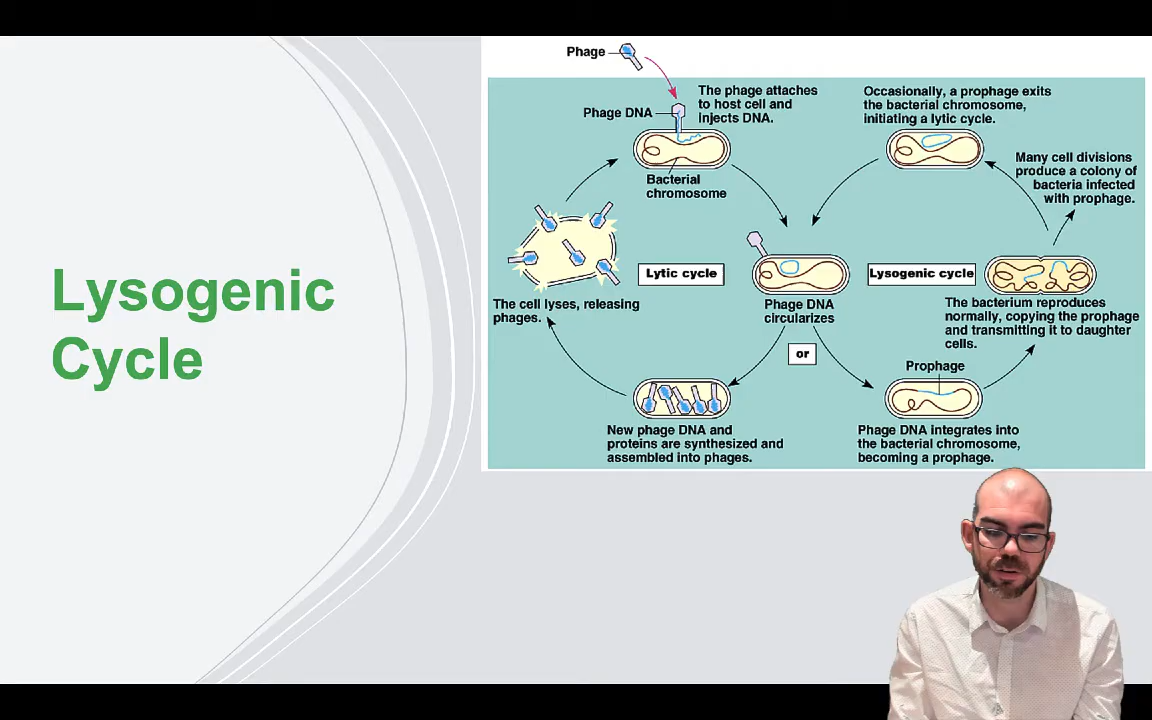 Lysogenic
Cycle
Phage
Phage DNA
The phage attaches
to host cell and
injects DNA.
Bacterial
chromosome
Occasionally, a prophage exits
the bacterial chromosome,
initiating a lytic cycle.
Many cell divisions
produce a colony of
bacteria infected
with prophage.
Lytic cycle
Lysogenic cycle
The cell lyses, releasing
phages.
Phage DNA
circularizes
The bacterium reproduces
normally, copying the prophage
and transmitting it to daughter
cells.
or
Prophage
New phage DNA and
proteins are synthesized and
assembled into phages.
Phage DNA integrates into
the bacterial chromosome,
becoming a prophage.